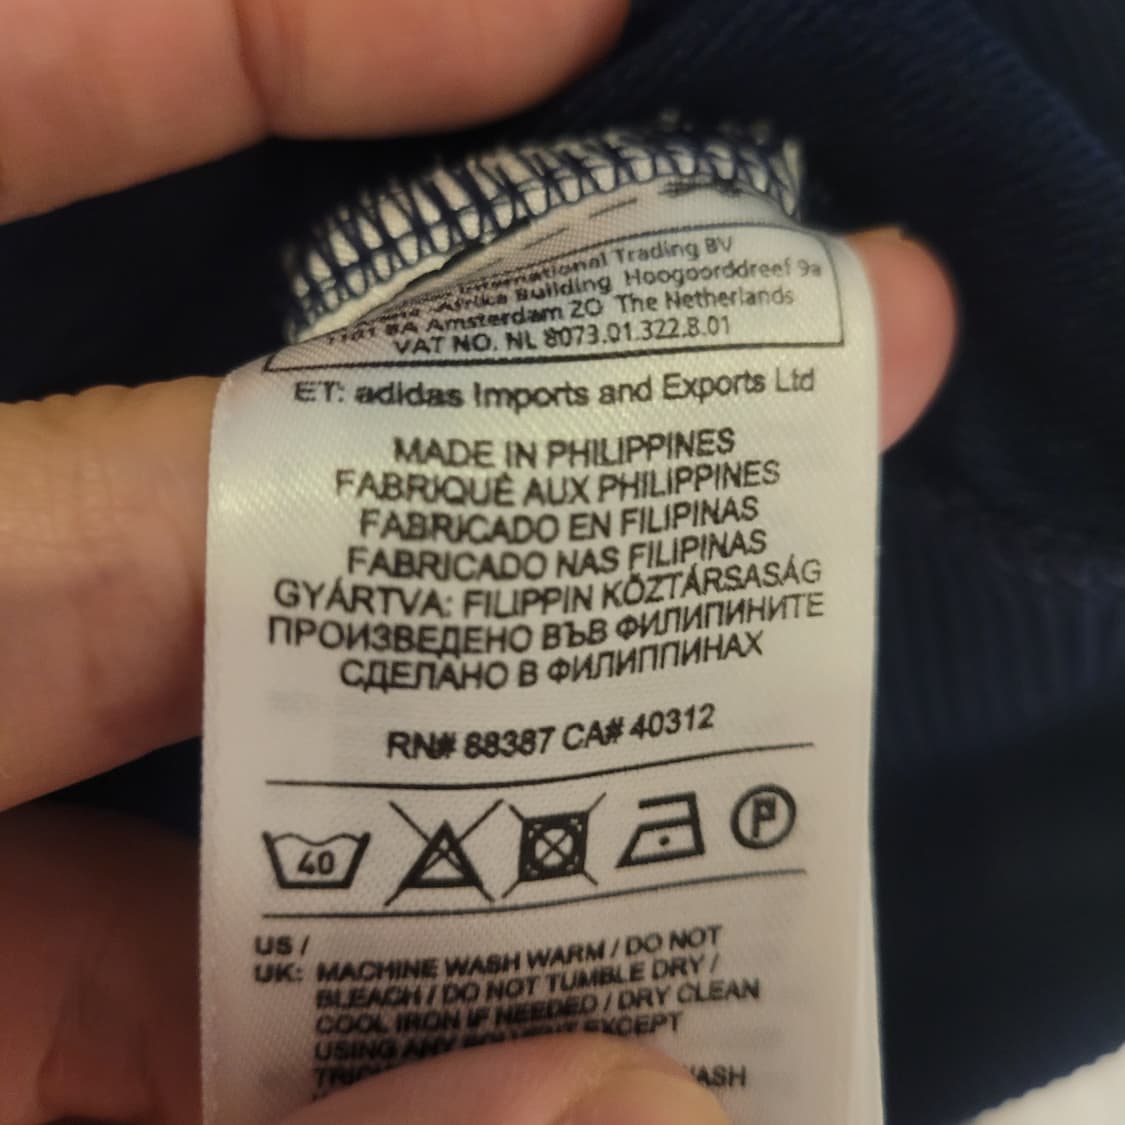 International Trading BV
Afrika Building Hoogoorddreef 9a
1101 BA Amsterdam ZO The Netherlands
VAT NO. NL 8073.01.322.B.01
ET: adidas Imports and Exports Ltd
MADE IN PHILIPPINES
FABRIQUÉ AUX PHILIPPINES
FABRICADO EN FILIPINAS
FABRICADO NAS FILIPINAS
GYÁRTVA: FILIPPIN KÖZTÁRSASÁG
ПРОИЗВЕДЕНО ВЪВ ФИЛИПИНИТЕ
СДЕЛАНО В ФИЛИППИНАХ
RN# 88387 CA# 40312
40 P
US /
UK: MACHINE WASH WARM / DO NOT
BLEACH / DO NOT TUMBLE DRY /
COOL IRON IF NEEDED / DRY CLEAN
USING ANY SOLVENT EXCEPT